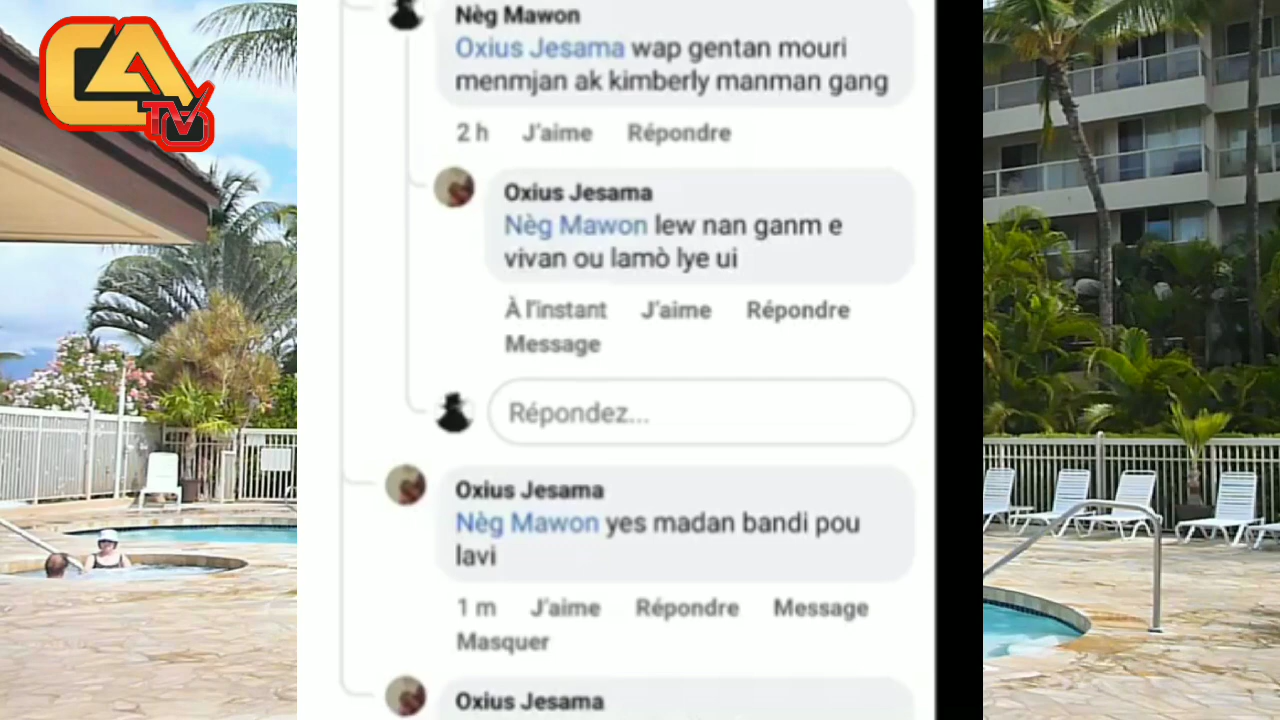 CA
TV
Nèg Mawon
Oxius Jesama wap gentan mouri
menmjan ak kimberly manman gang
2 h J'aime Répondre
Oxius Jesama
Nèg Mawon lew nan ganm e
vivan ou lamò lye ui
À l'instant J'aime Répondre
Message
Répondez...
Oxius Jesama
Nèg Mawon yes madan bandi pou
lavi
1 m J'aime Répondre Message
Masquer
Oxius Jesama